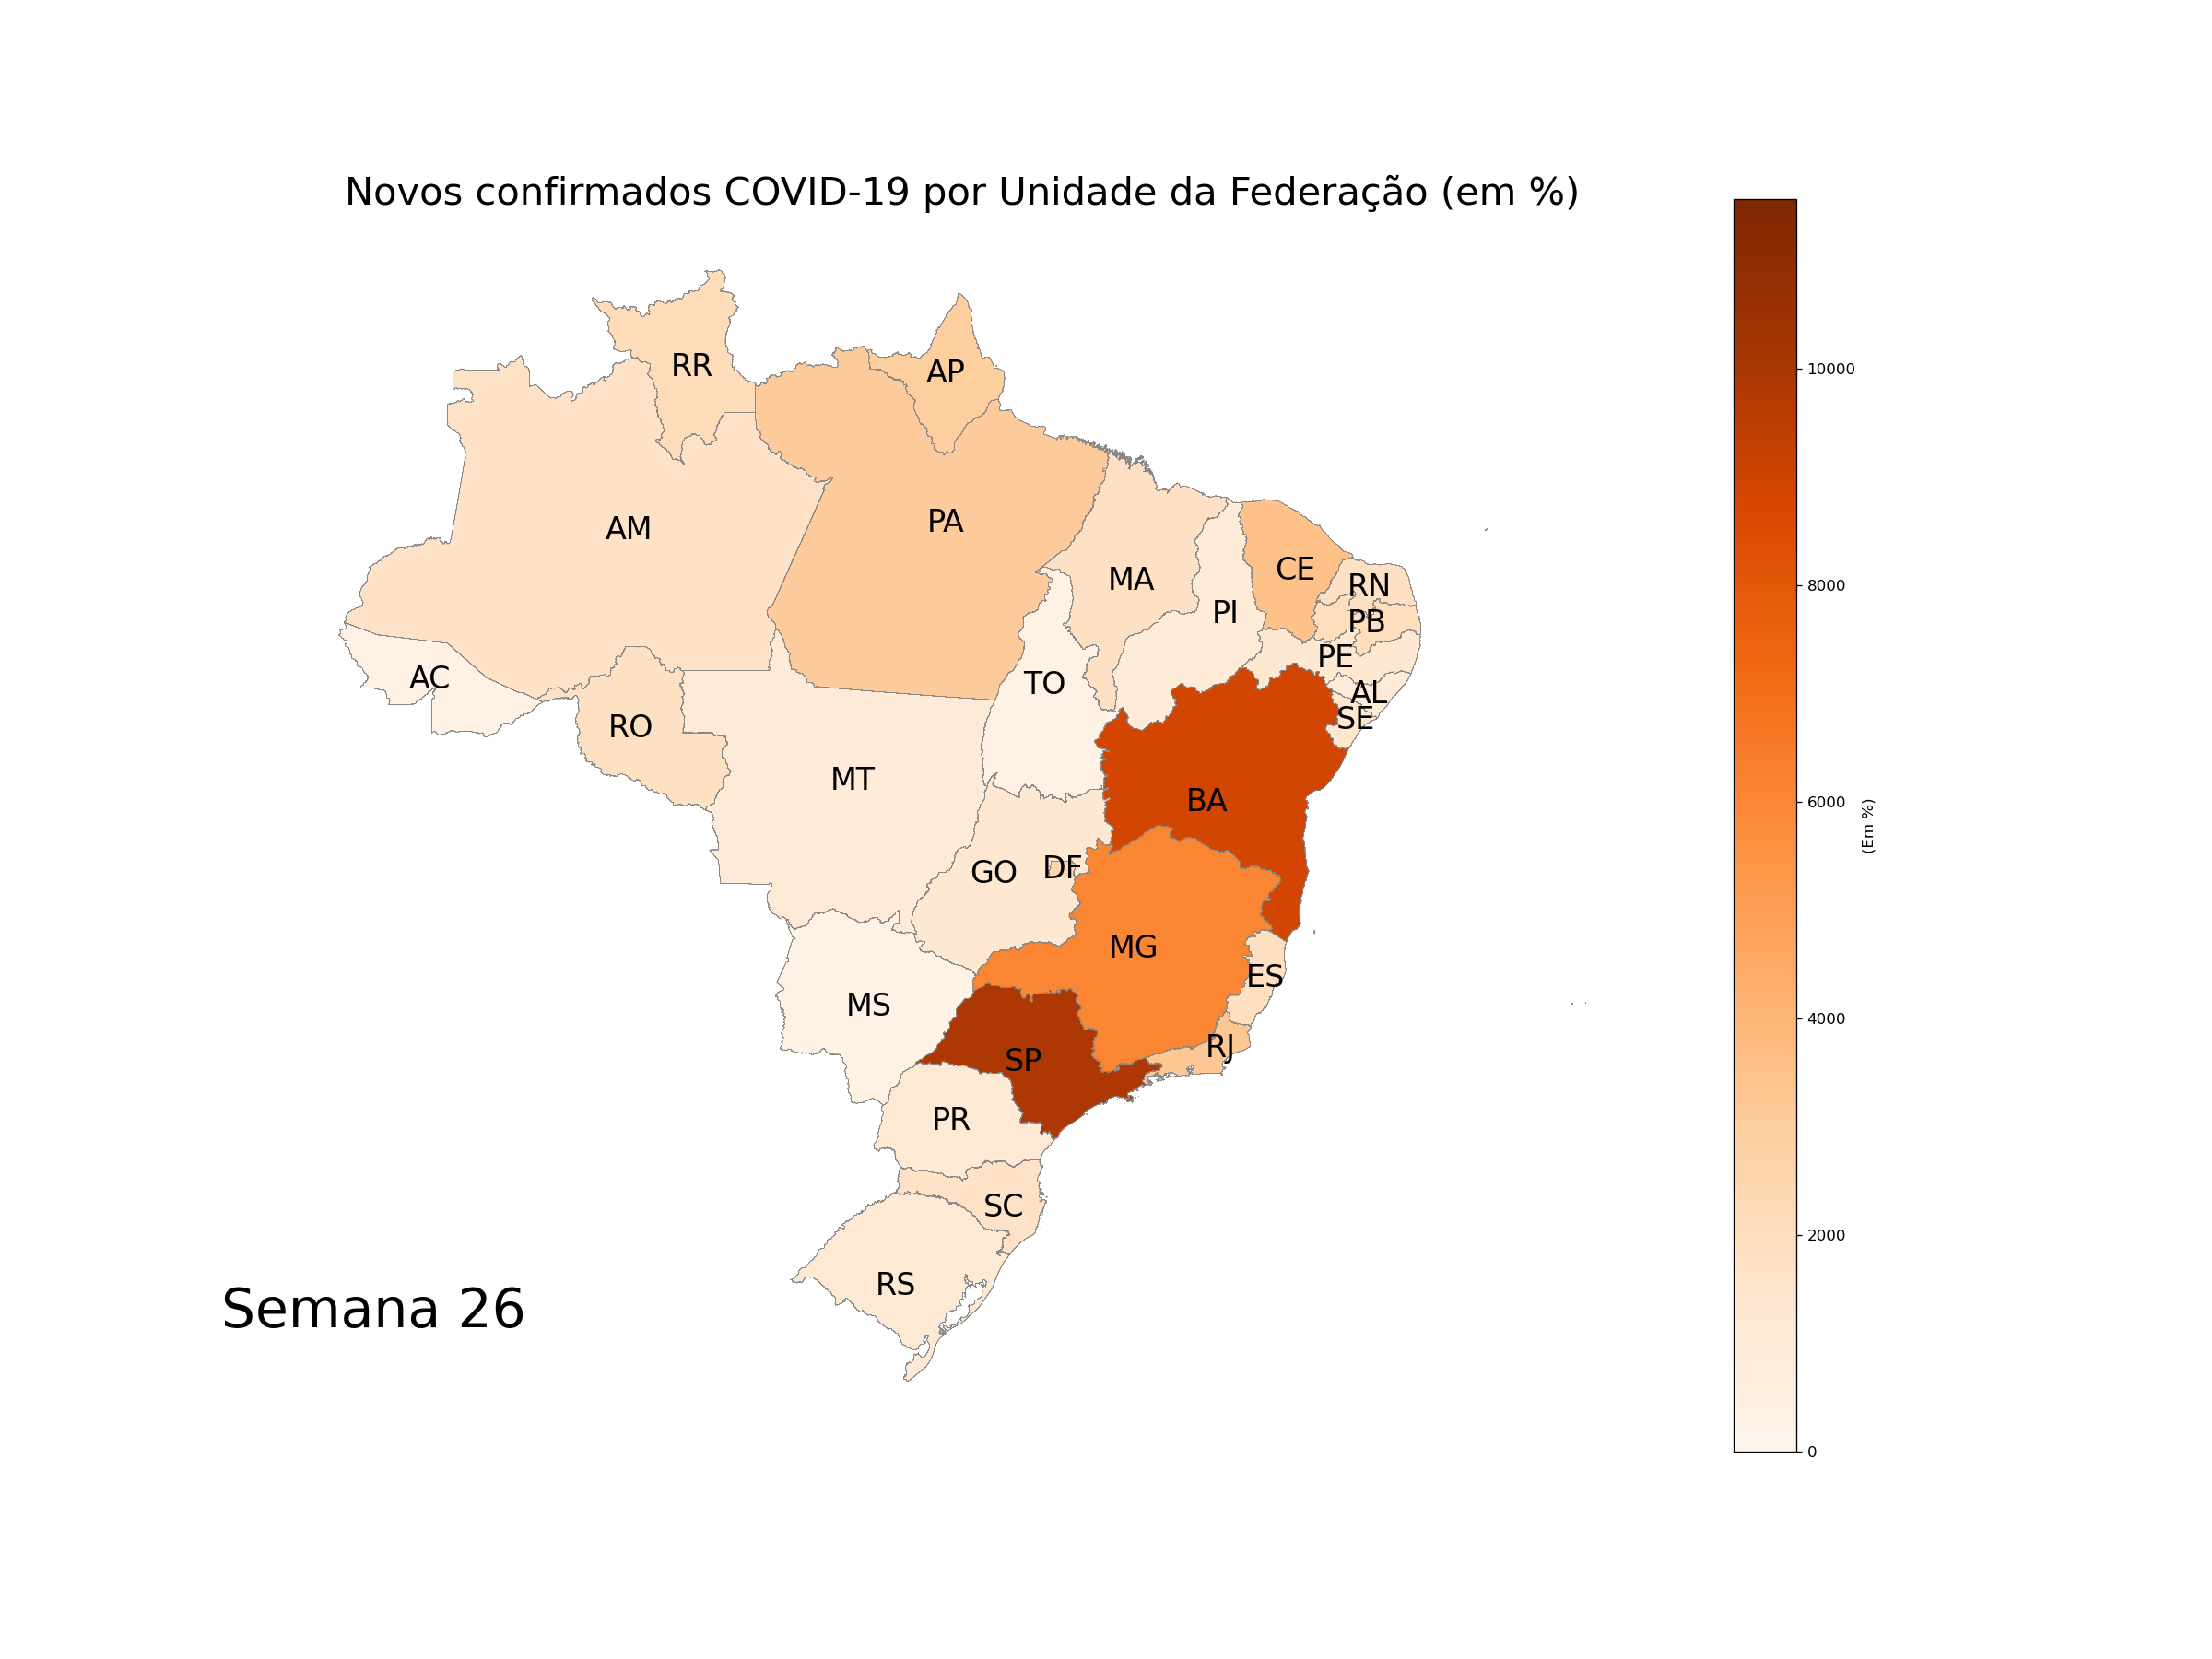 Novos confirmados COVID-19 por Unidade da Federação (em %)
RR
AP
AM
PA
MA
CE
RN
PI
PB
PE
AC
TO
AL
SE
RO
MT
BA
GO
DF
MG
ES
MS
RJ
SP
PR
SC
RS
Semana 26
10000
8000
6000
4000
2000
0
(Em %)